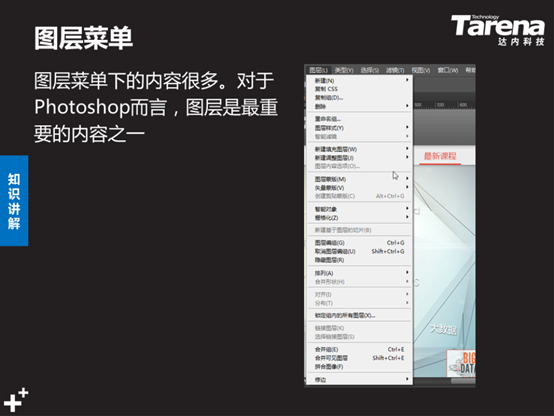 图层菜单
Technology
Tarena
达内科技
图层菜单下的内容很多。对于
Photoshop而言，图层是最重
要的内容之一
知识讲解
图层(L) 类型(Y) 选择(S) 滤镜(T) 视图(V) 窗口(W) 帮助
新建(N)
复制 CSS
复制组(D)...
删除
重命名组...
图层样式(Y)
智能滤镜
新建填充图层(W)
新建调整图层(J)
图层内容选项(O)...
图层蒙版(M)
矢量蒙版(V)
创建剪贴蒙版(C) Alt+Ctrl+G
智能对象
栅格化(Z)
新建基于图层的切片(B)
图层编组(G) Ctrl+G
取消图层编组(U) Shift+Ctrl+G
隐藏图层(R)
排列(A)
合并形状(H)
对齐(I)
分布(T)
锁定组内的所有图层(X)...
链接图层(K)
选择链接图层(S)
合并组(E) Ctrl+E
合并可见图层 Shift+Ctrl+E
拼合图像(F)
修边
500 550 600
最新课程
大数据
BIG
DATA